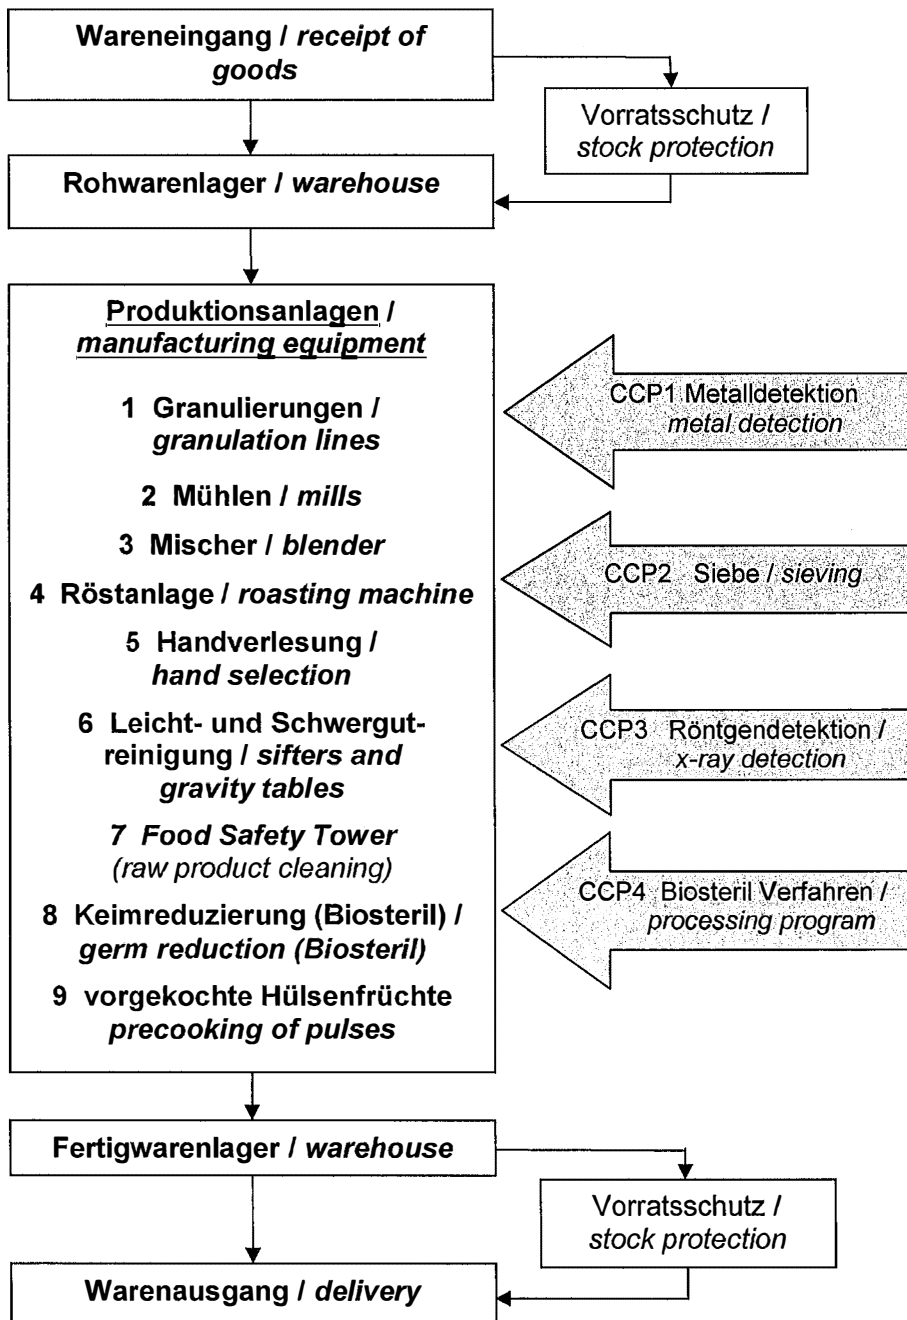 Wareneingang / receipt of
goods
Vorratsschutz /
stock protection
Rohwarenlager / warehouse
Produktionsanlagen /
manufacturing equipment
1 Granulierungen /
granulation lines
2 Mühlen / mills
3 Mischer / blender
4 Röstanlage / roasting machine
5 Handverlesung /
hand selection
6 Leicht- und Schwergut-
reinigung / sifters and
gravity tables
7 Food Safety Tower
(raw product cleaning)
8 Keimreduzierung (Biosteril) /
germ reduction (Biosteril)
9 vorgekochte Hülsenfrüchte
precooking of pulses
CCP1 Metalldetektion
metal detection
CCP2 Siebe / sieving
CCP3 Röntgendetektion /
x-ray detection
CCP4 Biosteril Verfahren /
processing program
Fertigwarenlager / warehouse
Vorratsschutz /
stock protection
Warenausgang / delivery